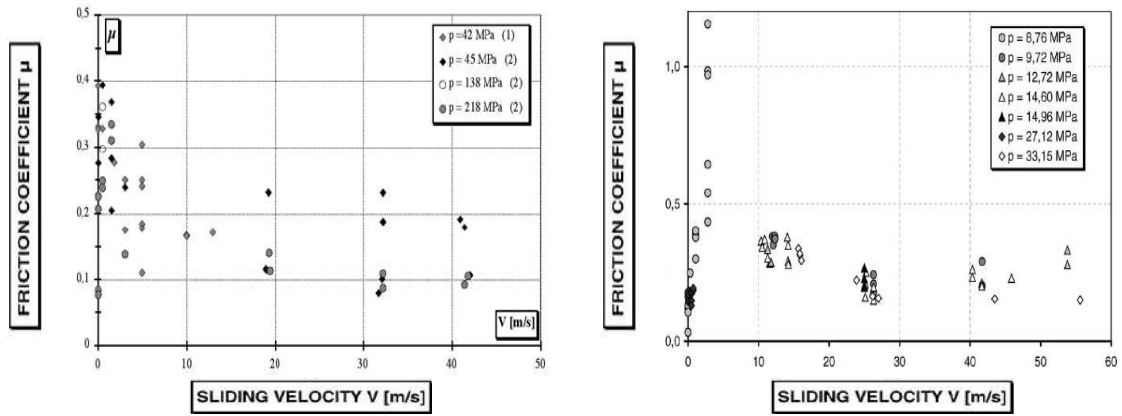 FRICTION COEFFICIENT μ
μ
0,5
0,4
0,3
0,2
0,1
0
0 10 20 30 40 50
p = 42 MPa (1)
p = 45 MPa (2)
p = 138 MPa (2)
p = 218 MPa (2)
V [m/s]
SLIDING VELOCITY V [m/s]
FRICTION COEFFICIENT μ
1,0
0,5
0,0
0 10 20 30 40 50 60
p = 8,76 MPa
p = 9,72 MPa
p = 12,72 MPa
p = 14,60 MPa
p = 14,96 MPa
p = 27,12 MPa
p = 33,15 MPa
SLIDING VELOCITY V [m/s]